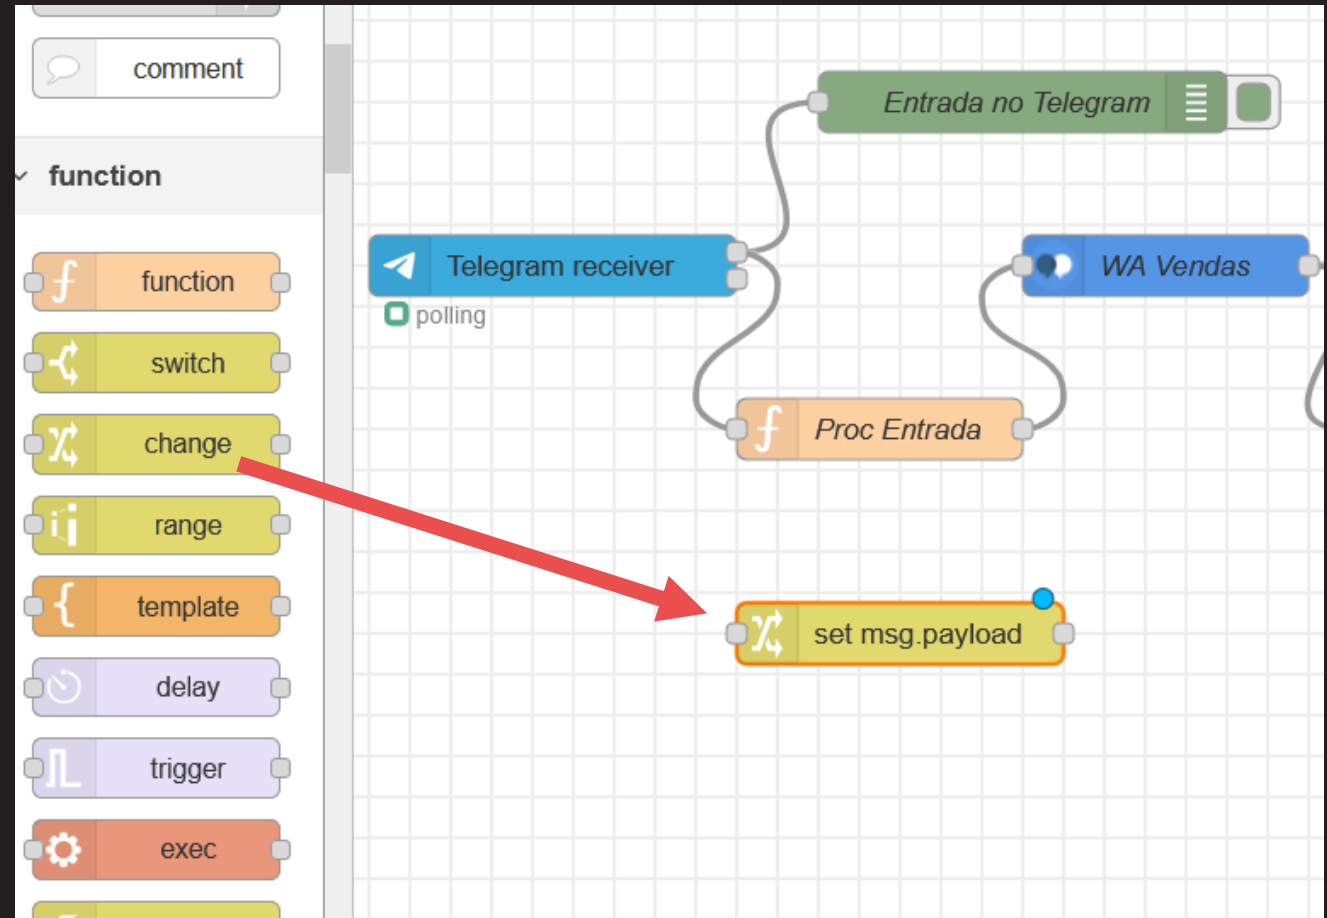 comment
function
function
switch
change
range
template
delay
trigger
exec
Entrada no Telegram
Telegram receiver
polling
WA Vendas
Proc Entrada
set msg.payload